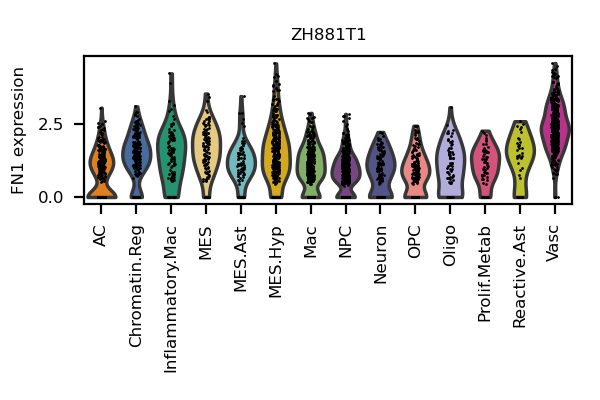 ZH881T1
FN1 expression
2.5
0.0
AC
Chromatin.Reg
Inflammatory.Mac
MES
MES.Ast
MES.Hyp
Mac
NPC
Neuron
OPC
Oligo
Prolif.Metab
Reactive.Ast
Vasc